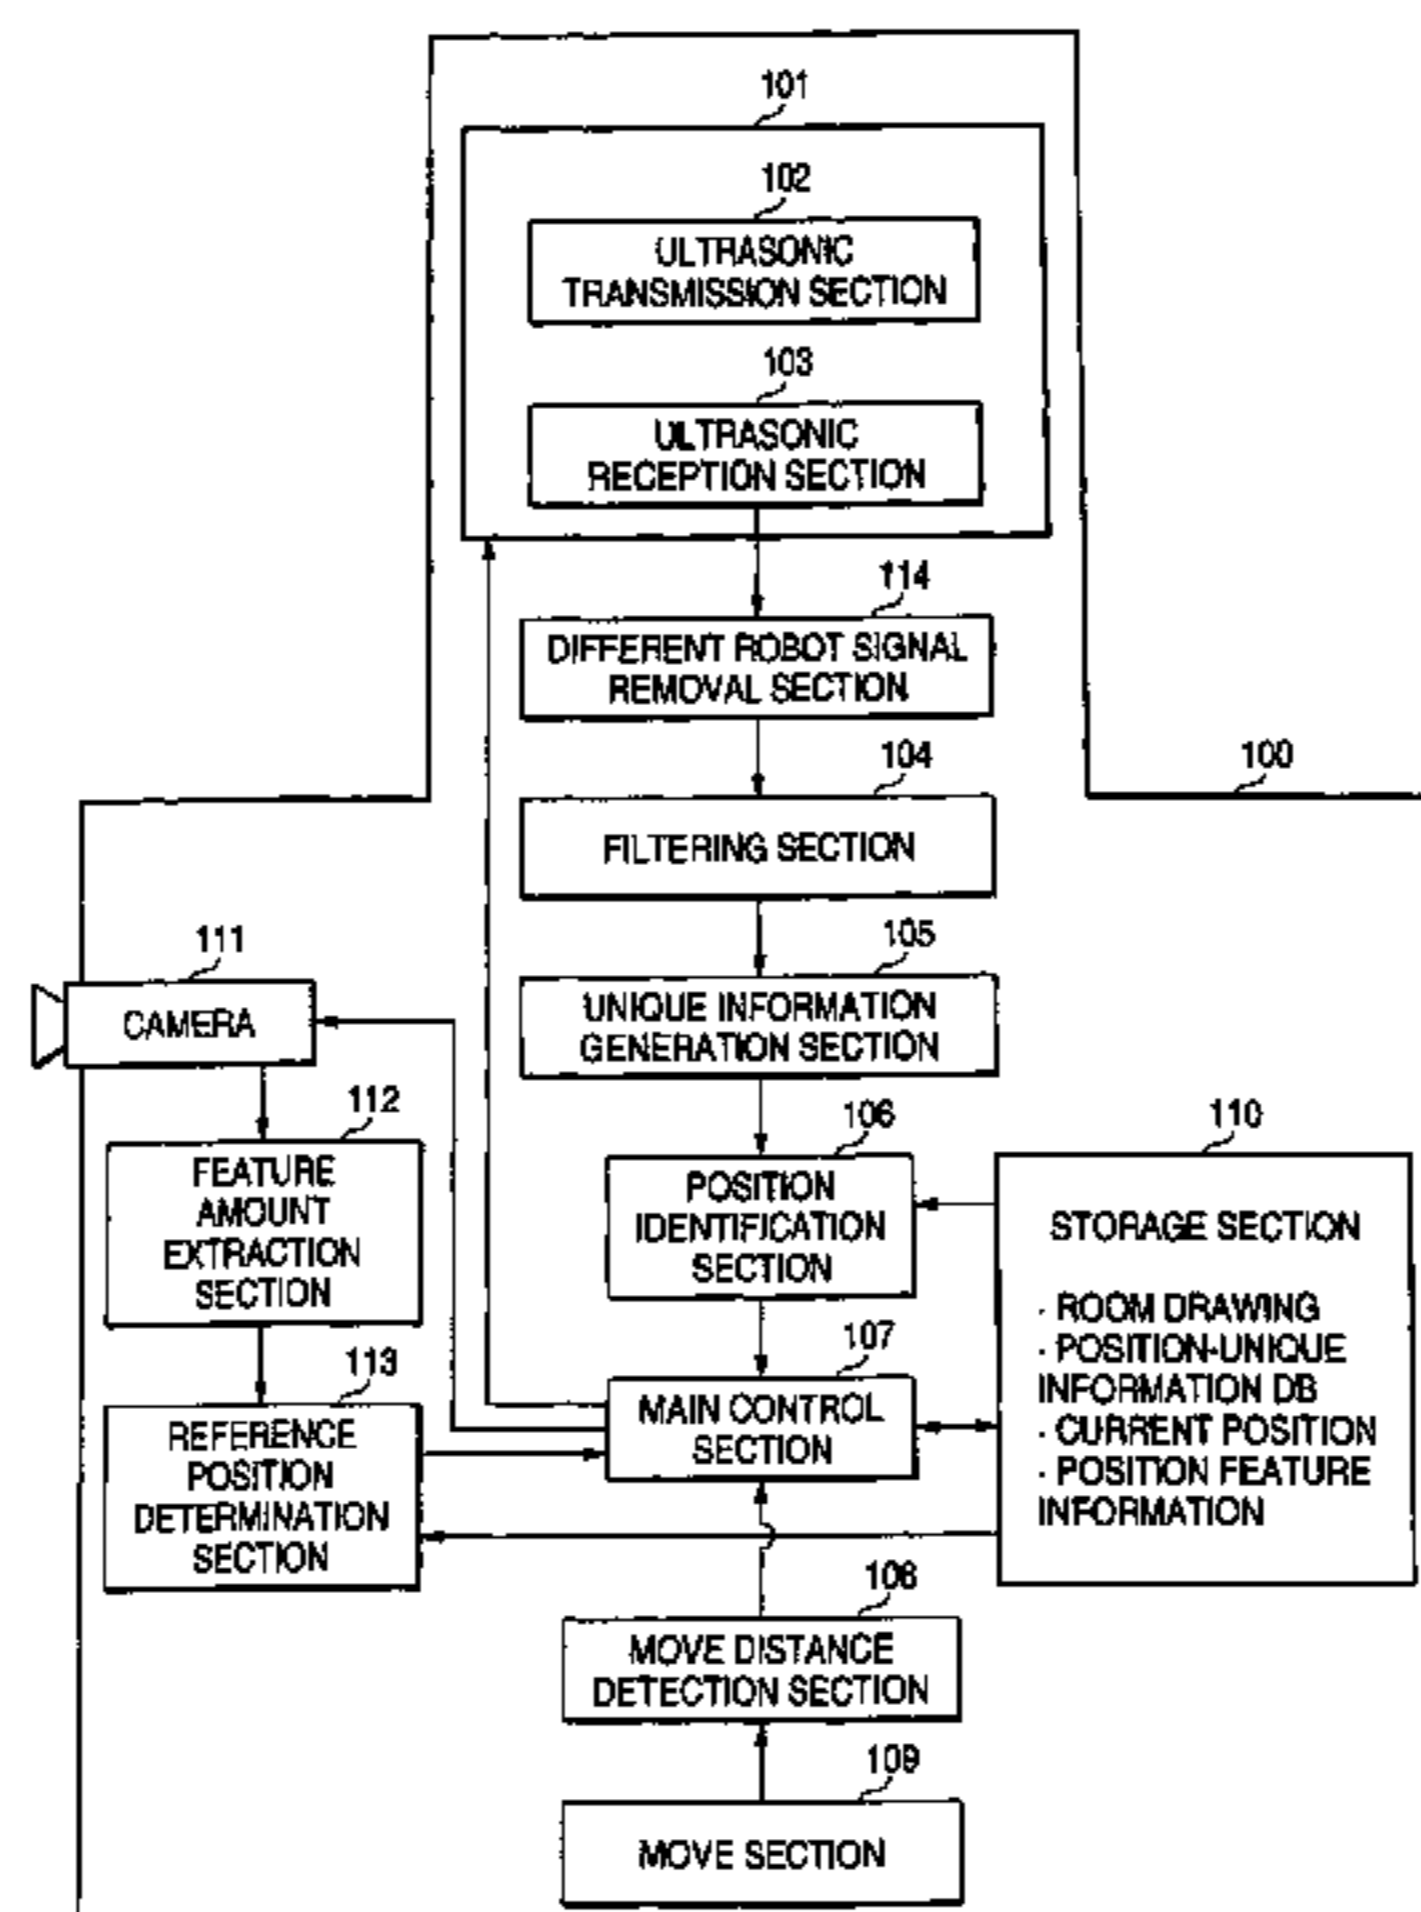 101
102
ULTRASONIC
TRANSMISSION SECTION
103
ULTRASONIC
RECEPTION SECTION
114
DIFFERENT ROBOT SIGNAL
REMOVAL SECTION
100
104
FILTERING SECTION
105
UNIQUE INFORMATION
GENERATION SECTION
111
CAMERA
112
FEATURE
AMOUNT
EXTRACTION
SECTION
106
POSITION
IDENTIFICATION
SECTION
110
STORAGE SECTION
· ROOM DRAWING
· POSITION-UNIQUE
INFORMATION DB
· CURRENT POSITION
· POSITION FEATURE
INFORMATION
113
REFERENCE
POSITION
DETERMINATION
SECTION
107
MAIN CONTROL
SECTION
108
MOVE DISTANCE
DETECTION SECTION
109
MOVE SECTION